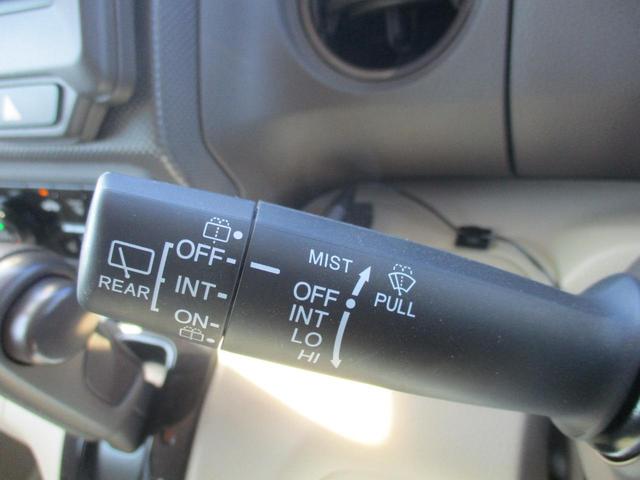 OFF
INT
ON
REAR
MIST
OFF
INT
LO
HI
PULL